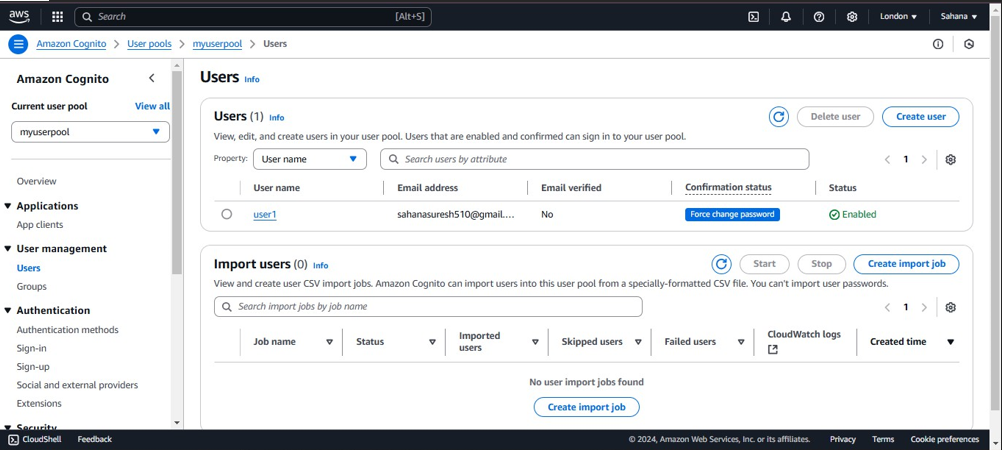 aws Search [Alt+S] London Sahana
Amazon Cognito > User pools > myuserpool > Users
Amazon Cognito
Current user pool View all
myuserpool
Overview
Applications
App clients
User management
Users
Groups
Authentication
Authentication methods
Sign-in
Sign-up
Social and external providers
Extensions
Security
Users Info
Users (1) Info Delete user Create user
View, edit, and create users in your user pool. Users that are enabled and confirmed can sign in to your user pool.
Property: User name Search users by attribute 1
User name Email address Email verified Confirmation status Status
user1 sahanasuresh510@gmail.... No Force change password Enabled
Import users (0) Info Start Stop Create import job
View and create user CSV import jobs. Amazon Cognito can import users into this user pool from a specially-formatted CSV file. You can't import user passwords.
Search import jobs by job name 1
Job name Status Imported users Skipped users Failed users CloudWatch logs Created time
No user import jobs found
Create import job
CloudShell Feedback © 2024, Amazon Web Services, Inc. or its affiliates. Privacy Terms Cookie preferences